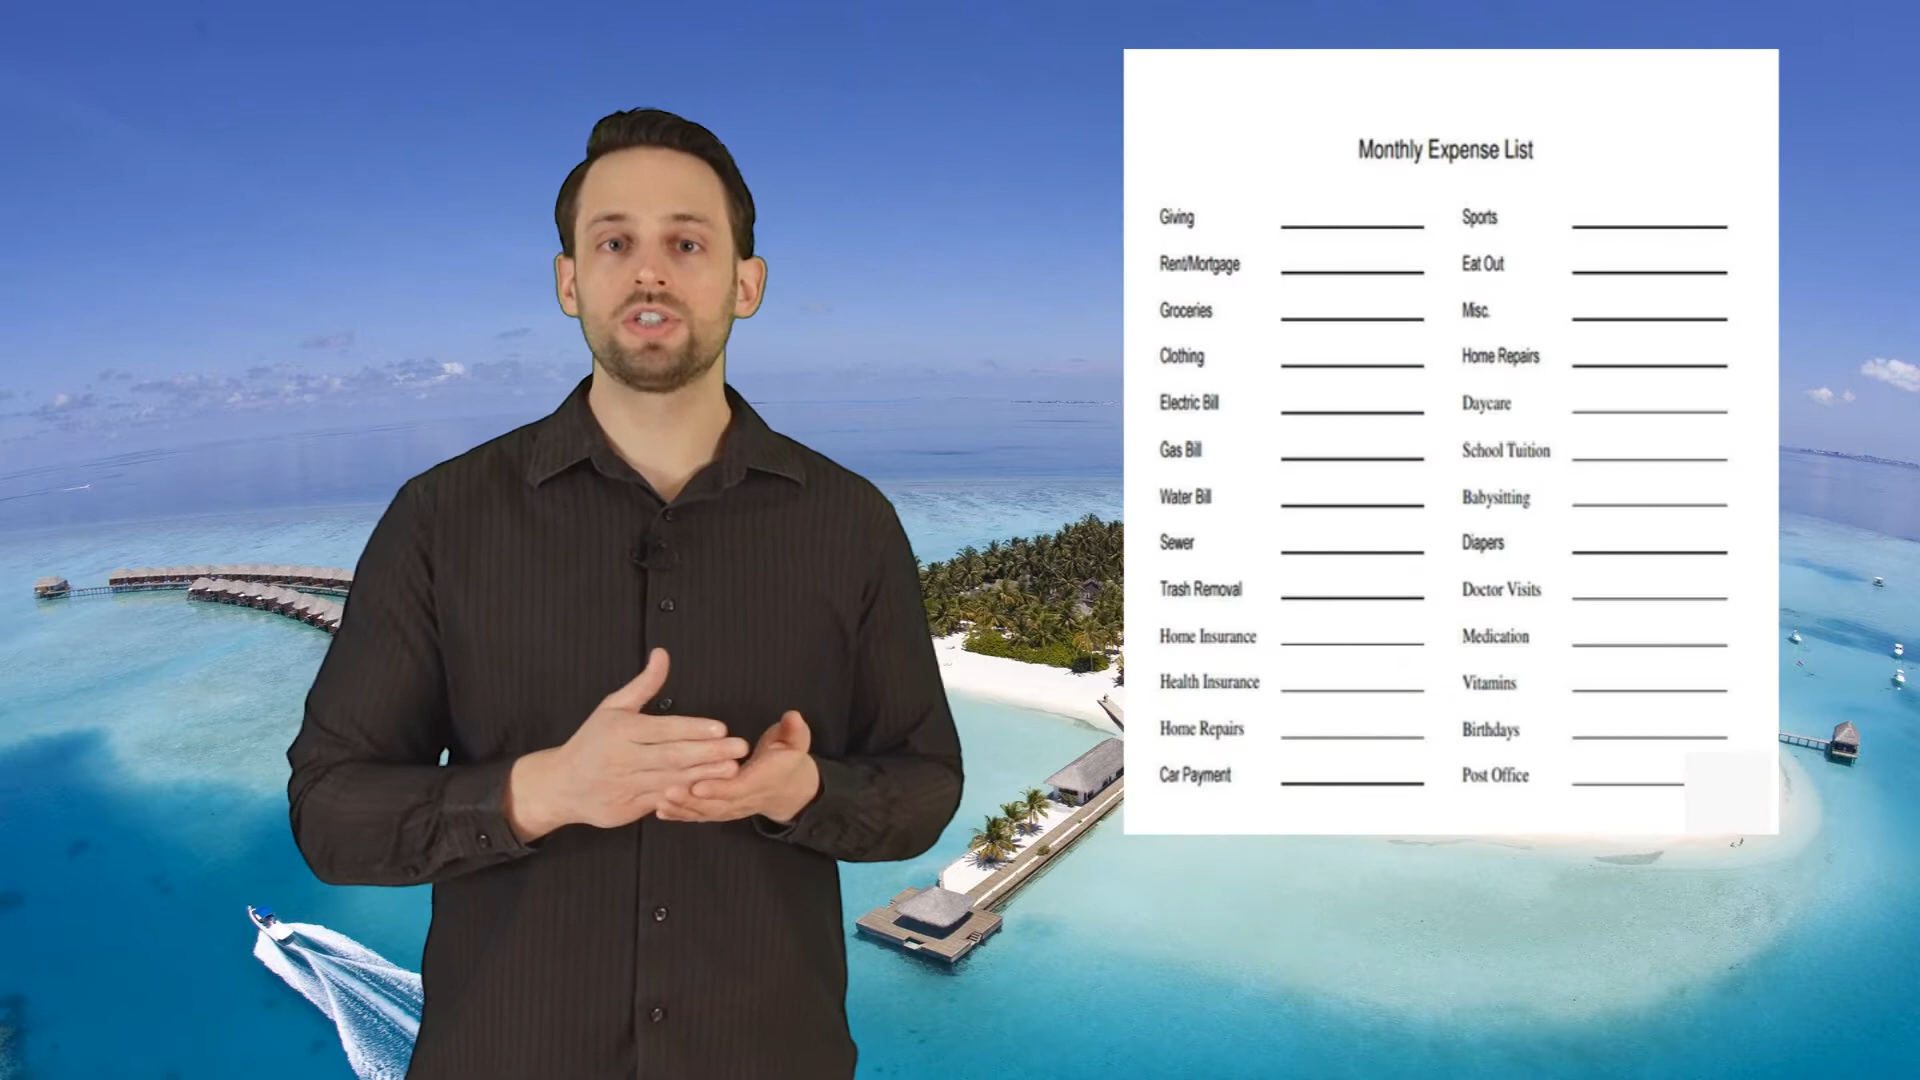 Monthly Expense List
Giving
Rent/Mortgage
Groceries
Clothing
Electric Bill
Gas Bill
Water Bill
Sewer
Trash Removal
Home Insurance
Health Insurance
Home Repairs
Car Payment
Sports
Eat Out
Misc.
Home Repairs
Daycare
School Tuition
Babysitting
Diapers
Doctor Visits
Medication
Vitamins
Birthdays
Post Office